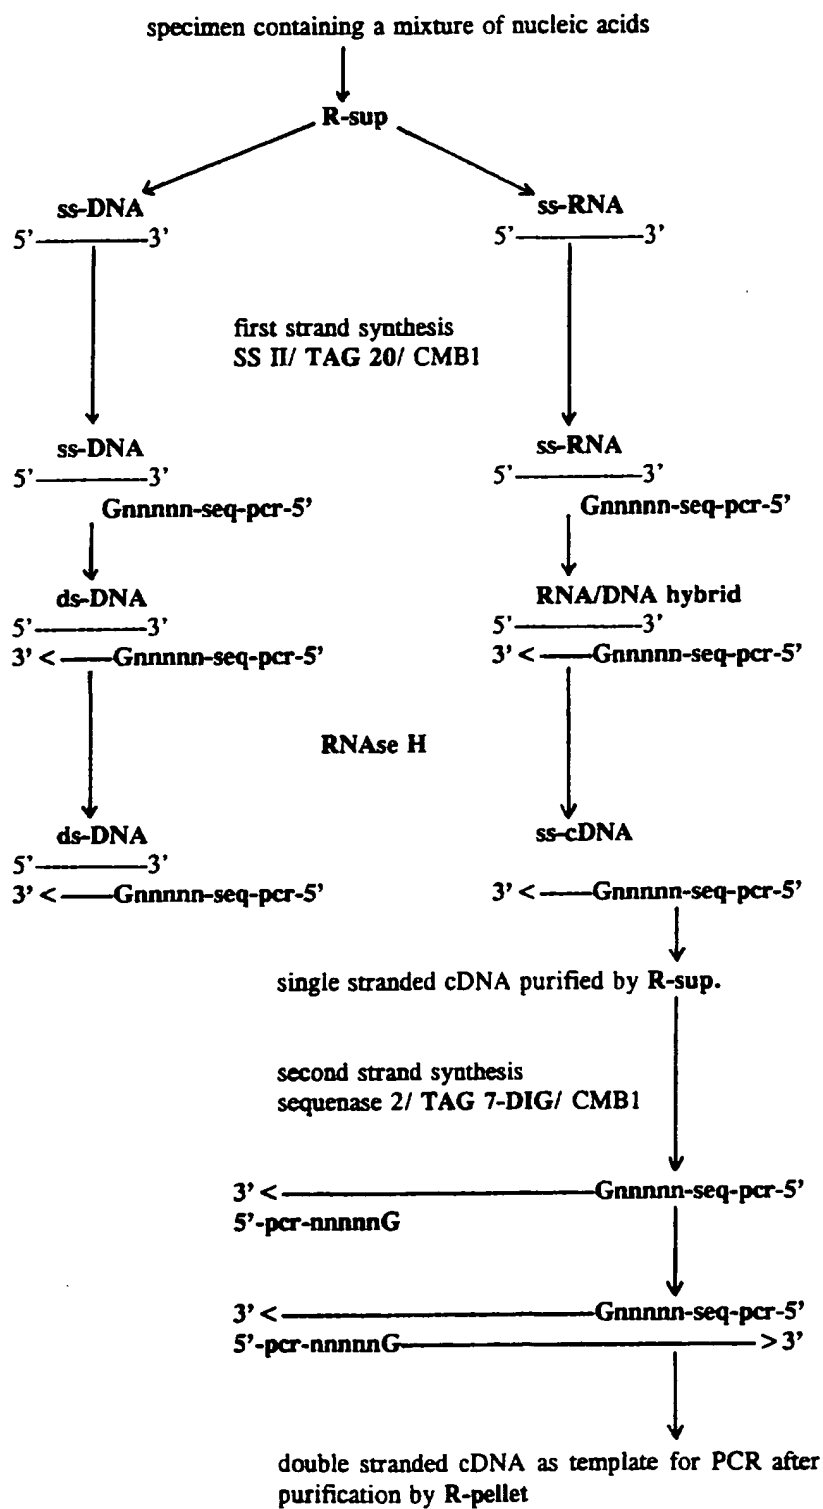 specimen containing a mixture of nucleic acids
R-sup
ss-DNA ss-RNA
5'3' 5'3'
first strand synthesis
SS II/ TAG 20/ CMB1
ss-DNA ss-RNA
5'3' 5'3'
Gnnnnn-seq-pcr-5' Gnnnnn-seq-pcr-5'
ds-DNA RNA/DNA hybrid
5'3' 5'3'
3' < Gnnnnn-seq-pcr-5' 3' < Gnnnnn-seq-pcr-5'
RNAse H
ds-DNA ss-cDNA
5'3'
3' < Gnnnnn-seq-pcr-5' 3' < Gnnnnn-seq-pcr-5'
single stranded cDNA purified by R-sup.
second strand synthesis
sequenase 2/ TAG 7-DIG/ CMB1
3' < Gnnnnn-seq-pcr-5'
5'-pcr-nnnnnG
3' < Gnnnnn-seq-pcr-5'
5'-pcr-nnnnnG > 3'
double stranded cDNA as template for PCR after
purification by R-pellet